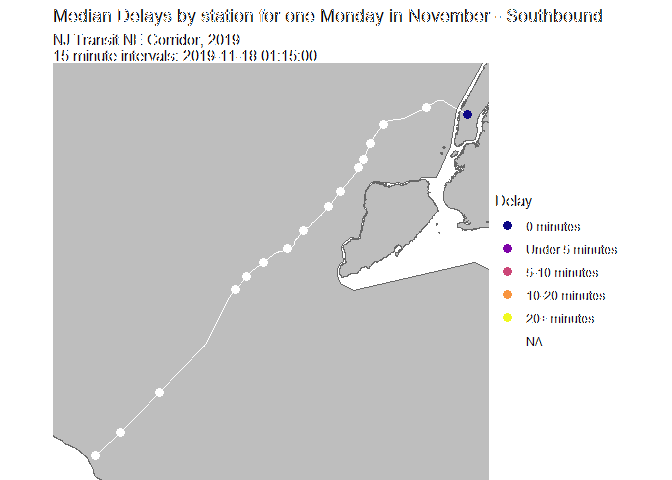 Median Delays by station for one Monday in November - Southbound
NJ Transit NE Corridor, 2019
15 minute intervals: 2019-11-18 01:15:00
Delay
0 minutes
Under 5 minutes
5-10 minutes
10-20 minutes
20+ minutes
NA